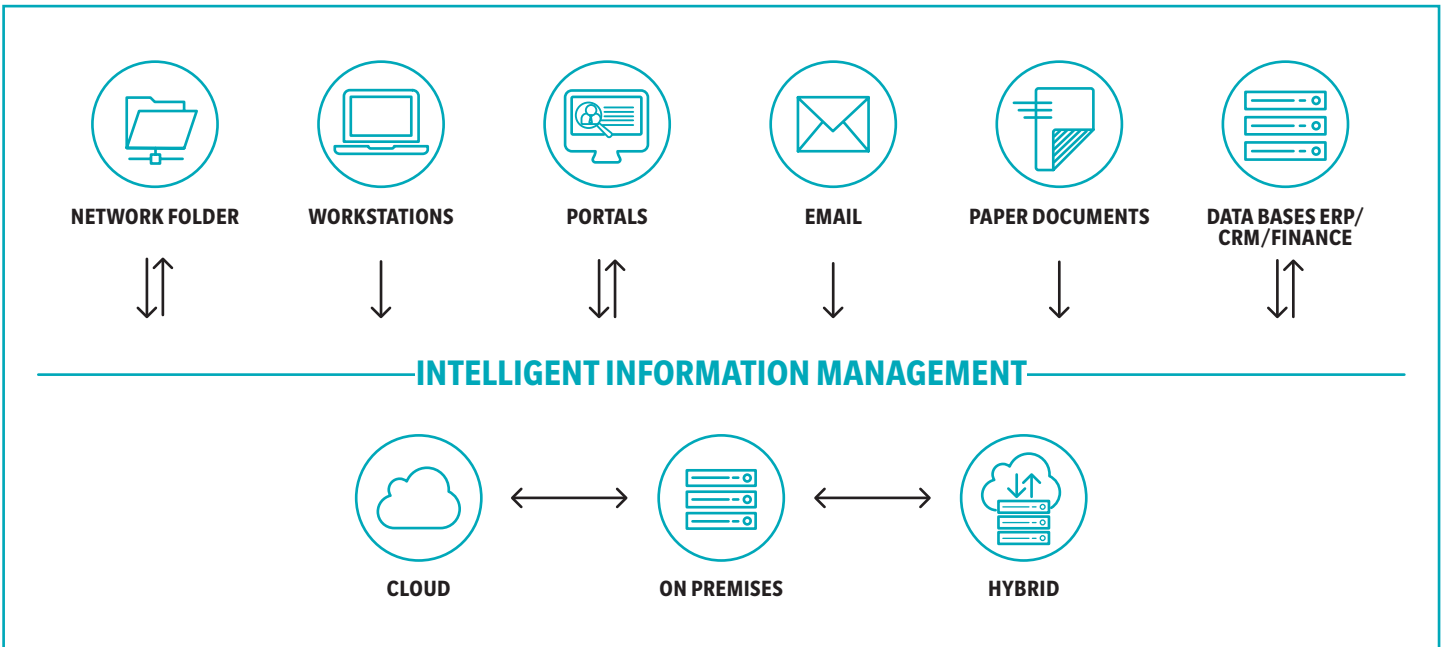 NETWORK FOLDER
WORKSTATIONS
PORTALS
EMAIL
PAPER DOCUMENTS
DATA BASES ERP/
CRM/FINANCE
INTELLIGENT INFORMATION MANAGEMENT
CLOUD
ON PREMISES
HYBRID